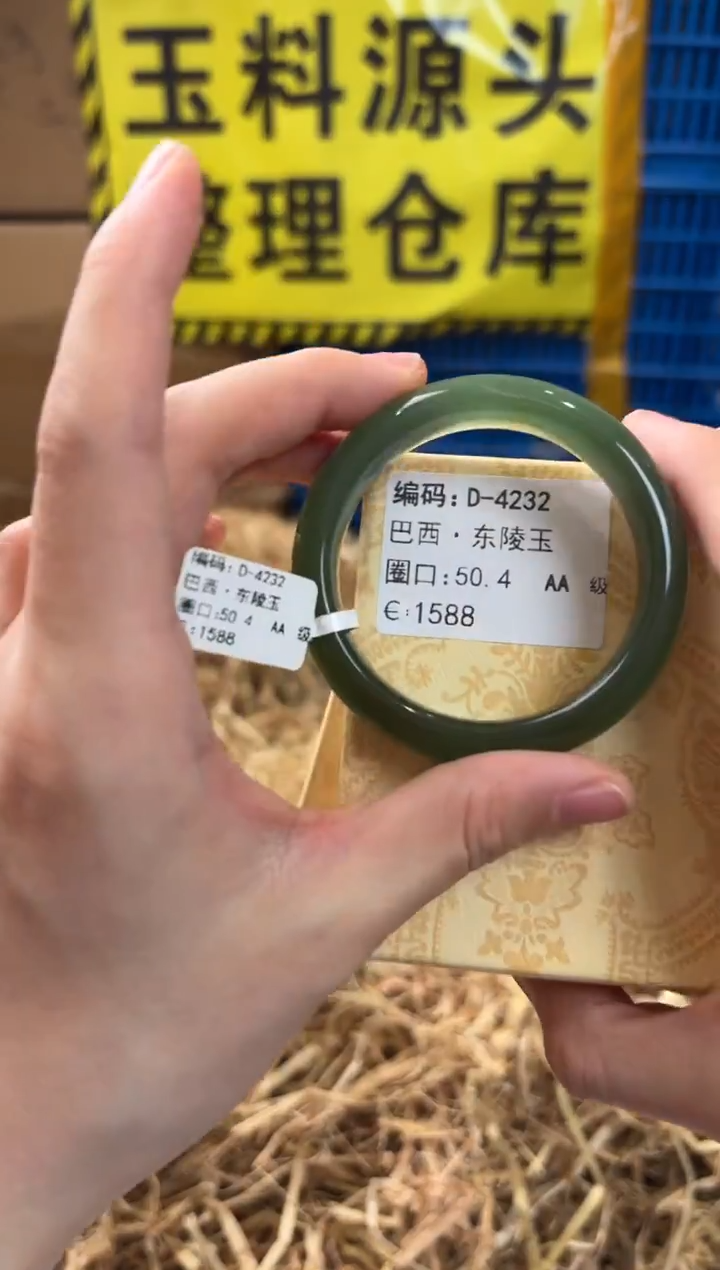 玉料源头
整理仓库
编码：D-4232
巴西·东陵玉
圈口：50.4 AA 级
€：1588
编码：D-4232
巴西·东陵玉
圈口：50 4 AA 级
：1588